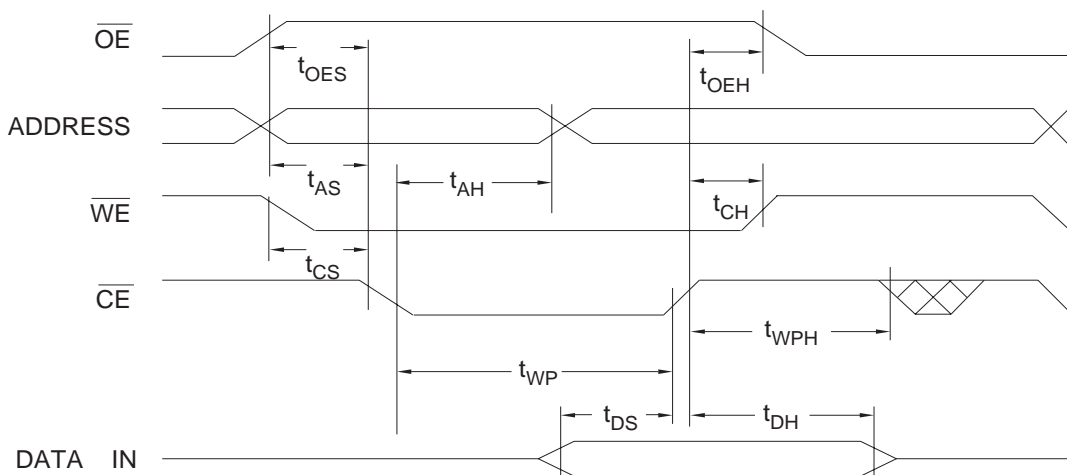 OE
tOES
tOEH
ADDRESS
tAS
tAH
WE
tCH
tCS
CE
tWPH
tWP
tDS
tDH
DATA IN